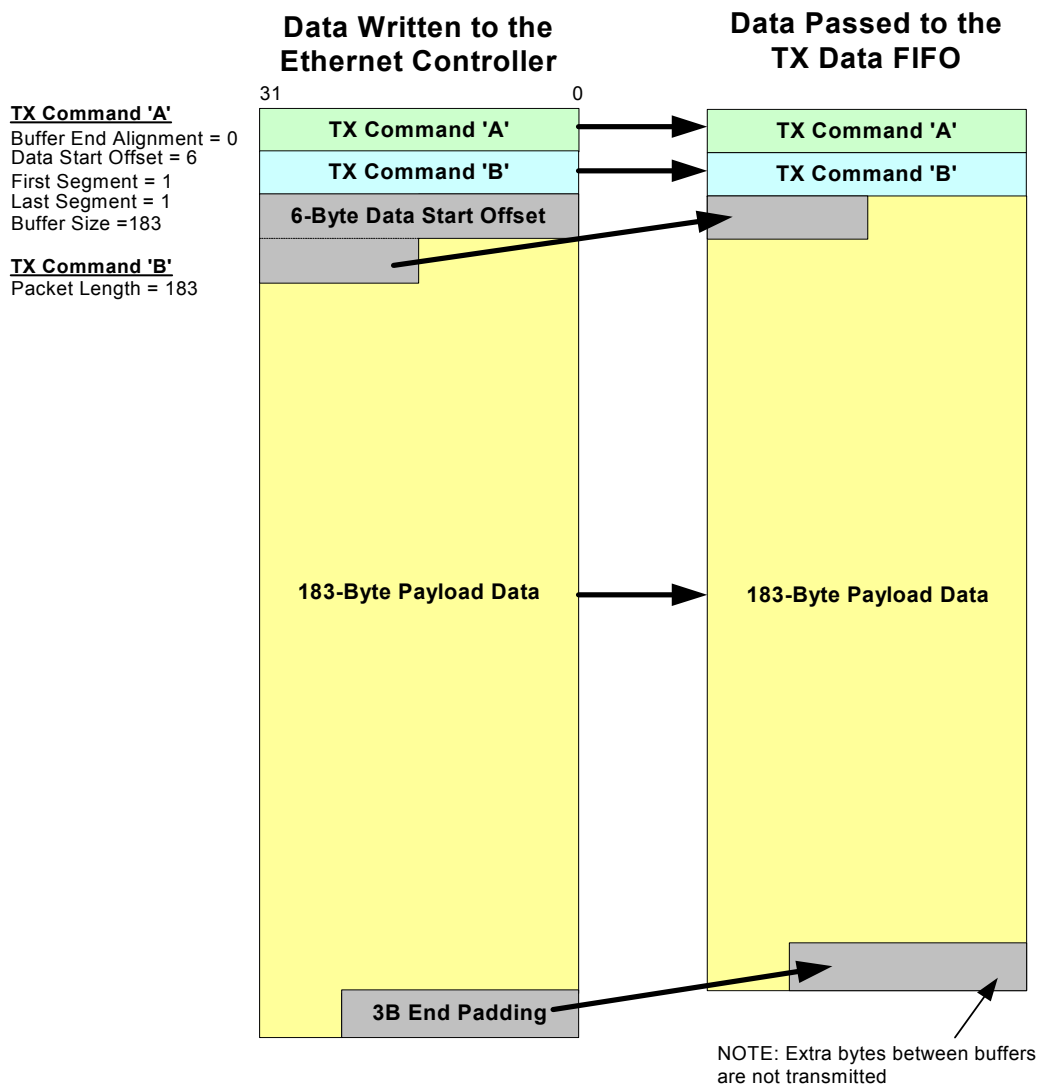 Data Written to the
Ethernet Controller
Data Passed to the
TX Data FIFO
31
0
TX Command 'A'
Buffer End Alignment = 0
Data Start Offset = 6
First Segment = 1
Last Segment = 1
Buffer Size =183
TX Command 'B'
Packet Length = 183
TX Command 'A'
TX Command 'B'
6-Byte Data Start Offset
183-Byte Payload Data
3B End Padding
TX Command 'A'
TX Command 'B'
183-Byte Payload Data
NOTE: Extra bytes between buffers
are not transmitted